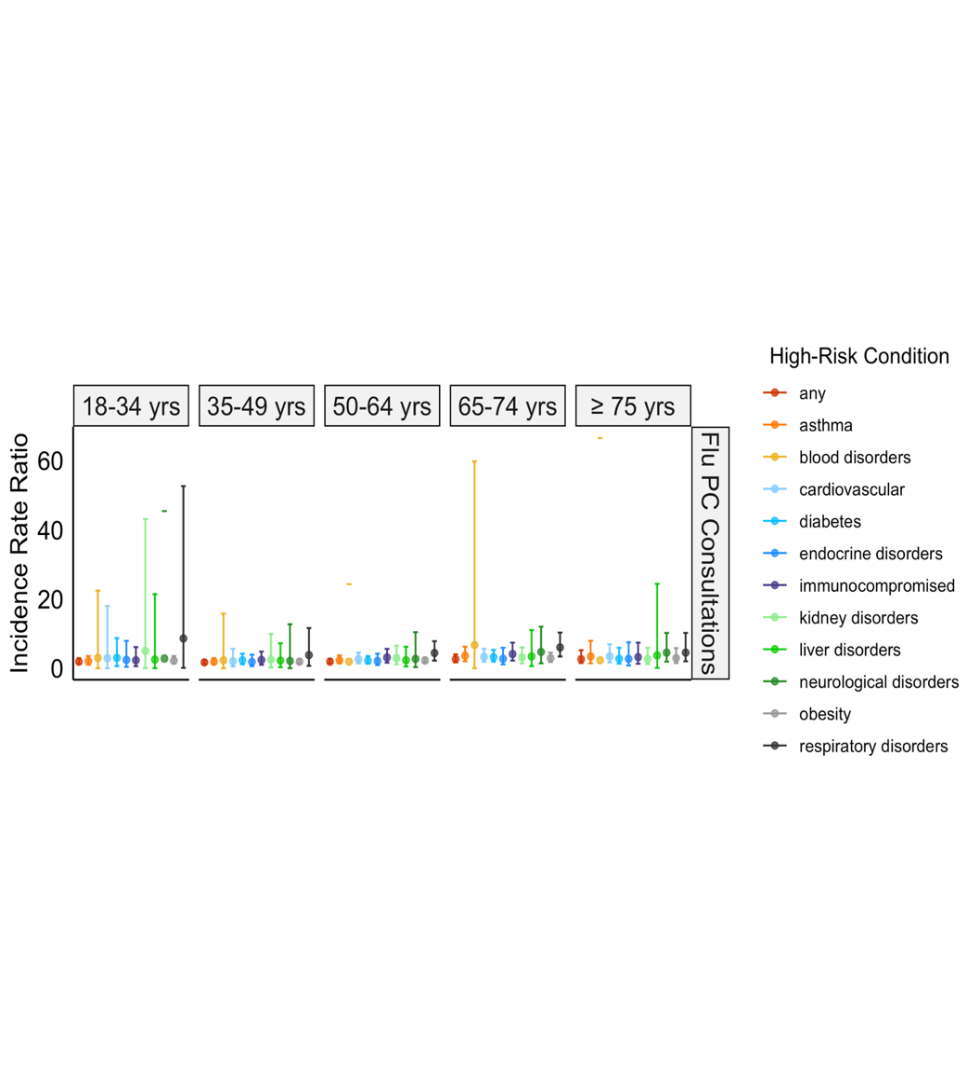 High-Risk Condition
18-34 yrs
35-49 yrs
50-64 yrs
65-74 yrs
≥ 75 yrs
Incidence Rate Ratio
60
40
20
0
Flu PC Consultations
any
asthma
blood disorders
cardiovascular
diabetes
endocrine disorders
immunocompromised
kidney disorders
liver disorders
neurological disorders
obesity
respiratory disorders